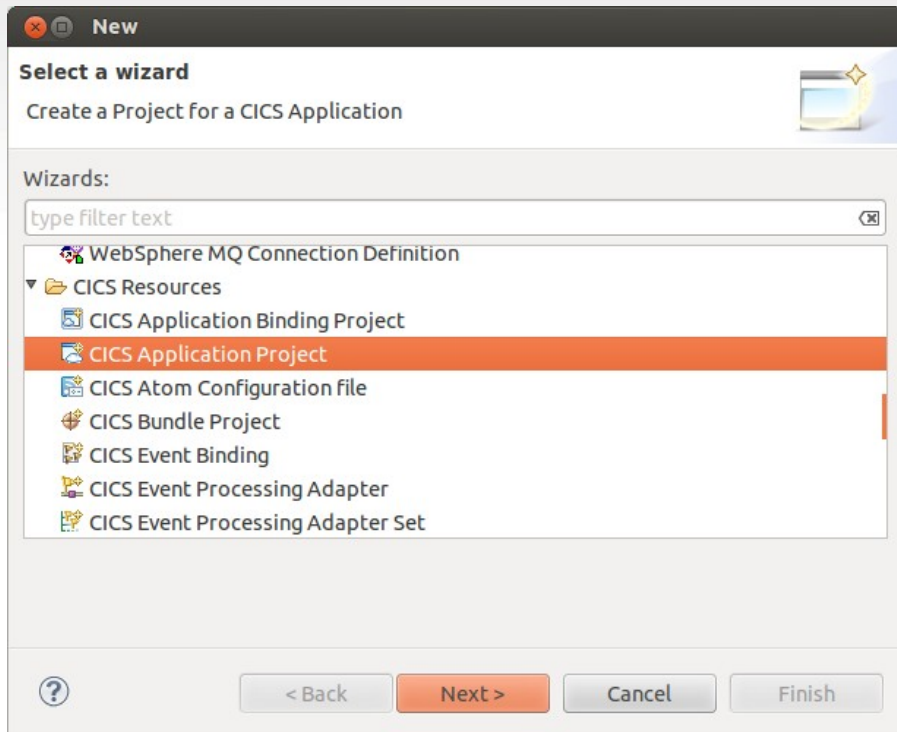 New
Select a wizard
Create a Project for a CICS Application
Wizards:
type filter text
WebSphere MQ Connection Definition
CICS Resources
CICS Application Binding Project
CICS Application Project
CICS Atom Configuration file
CICS Bundle Project
CICS Event Binding
CICS Event Processing Adapter
CICS Event Processing Adapter Set
? < Back Next > Cancel Finish